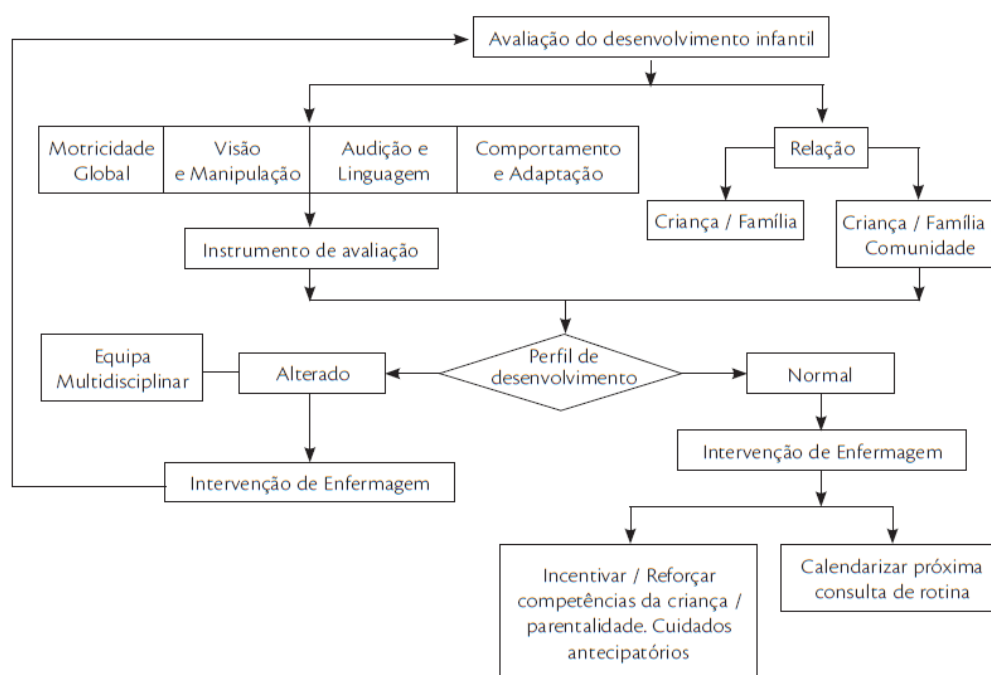 Avaliação do desenvolvimento infantil
Motricidade
Global
Visão
e Manipulação
Audição e
Linguagem
Comportamento
e Adaptação
Relação
Criança / Família
Criança / Família
Comunidade
Instrumento de avaliação
Equipa
Multidisciplinar
Alterado
Perfil de
desenvolvimento
Normal
Intervenção de Enfermagem
Intervenção de Enfermagem
Incentivar / Reforçar
competências da criança /
parentalidade. Cuidados
antecipatórios
Calendarizar próxima
consulta de rotina